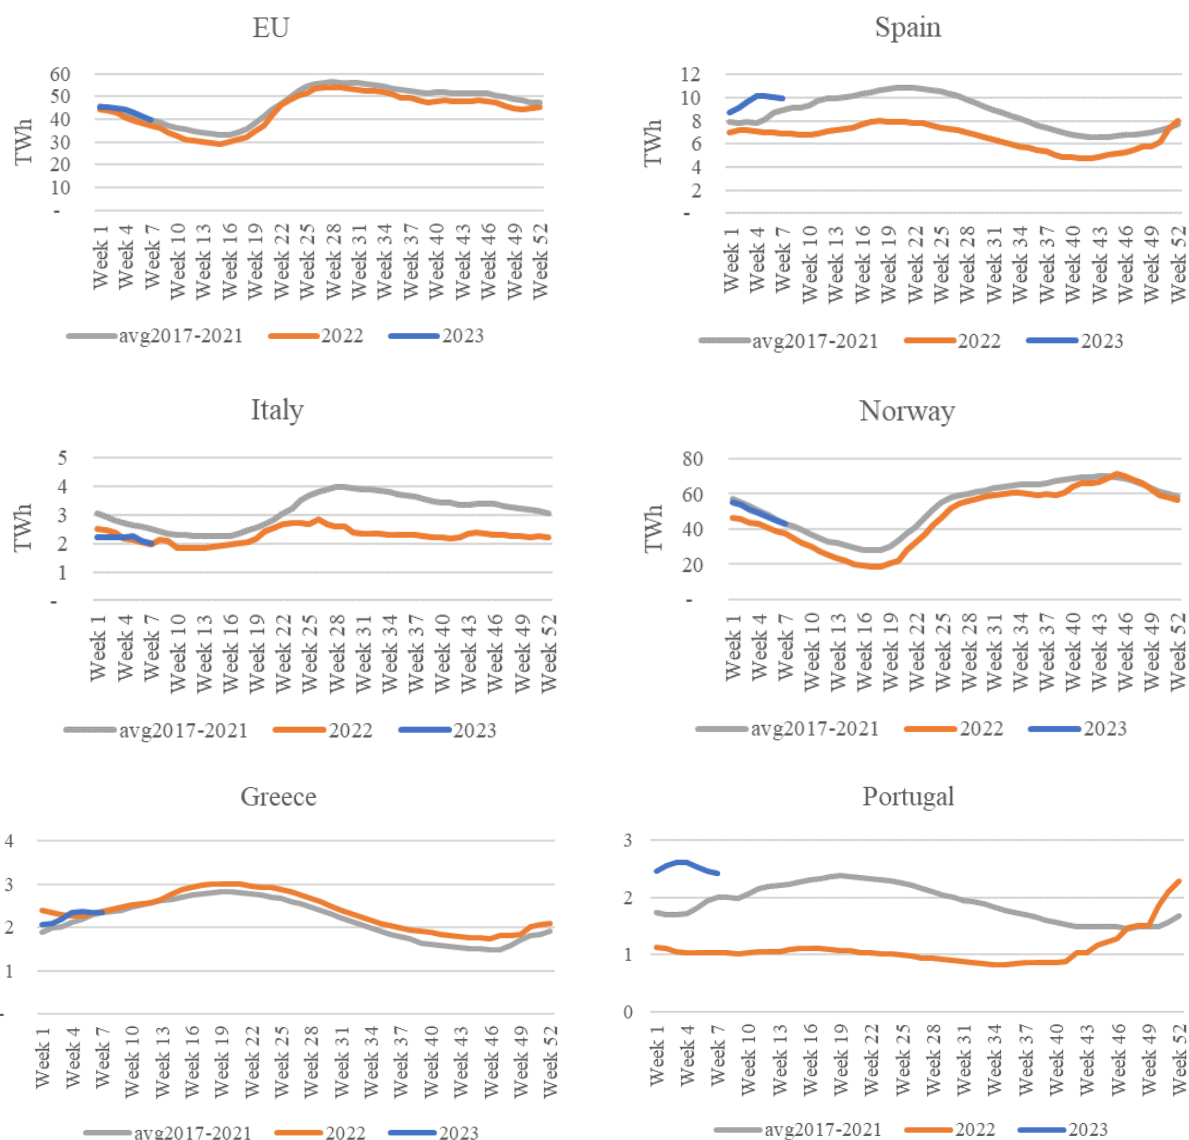 EU
60
50
40
30
20
10
-
TWh
Week 1
Week 4
Week 7
Week 10
Week 13
Week 16
Week 19
Week 22
Week 25
Week 28
Week 31
Week 34
Week 37
Week 40
Week 43
Week 46
Week 49
Week 52
avg2017-2021 2022 2023
Spain
12
10
8
6
4
2
-
TWh
Week 1
Week 4
Week 7
Week 10
Week 13
Week 16
Week 19
Week 22
Week 25
Week 28
Week 31
Week 34
Week 37
Week 40
Week 43
Week 46
Week 49
Week 52
avg2017-2021 2022 2023
Italy
5
4
3
2
1
-
TWh
Week 1
Week 4
Week 7
Week 10
Week 13
Week 16
Week 19
Week 22
Week 25
Week 28
Week 31
Week 34
Week 37
Week 40
Week 43
Week 46
Week 49
Week 52
avg2017-2021 2022 2023
Norway
80
60
40
20
-
TWh
Week 1
Week 4
Week 7
Week 10
Week 13
Week 16
Week 19
Week 22
Week 25
Week 28
Week 31
Week 34
Week 37
Week 40
Week 43
Week 46
Week 49
Week 52
avg2017-2021 2022 2023
Greece
4
3
2
1
-
Week 1
Week 4
Week 7
Week 10
Week 13
Week 16
Week 19
Week 22
Week 25
Week 28
Week 31
Week 34
Week 37
Week 40
Week 43
Week 46
Week 49
Week 52
avg2017-2021 2022 2023
Portugal
3
2
1
0
Week 1
Week 4
Week 7
Week 10
Week 13
Week 16
Week 19
Week 22
Week 25
Week 28
Week 31
Week 34
Week 37
Week 40
Week 43
Week 46
Week 49
Week 52
avg2017-2021 2022 2023